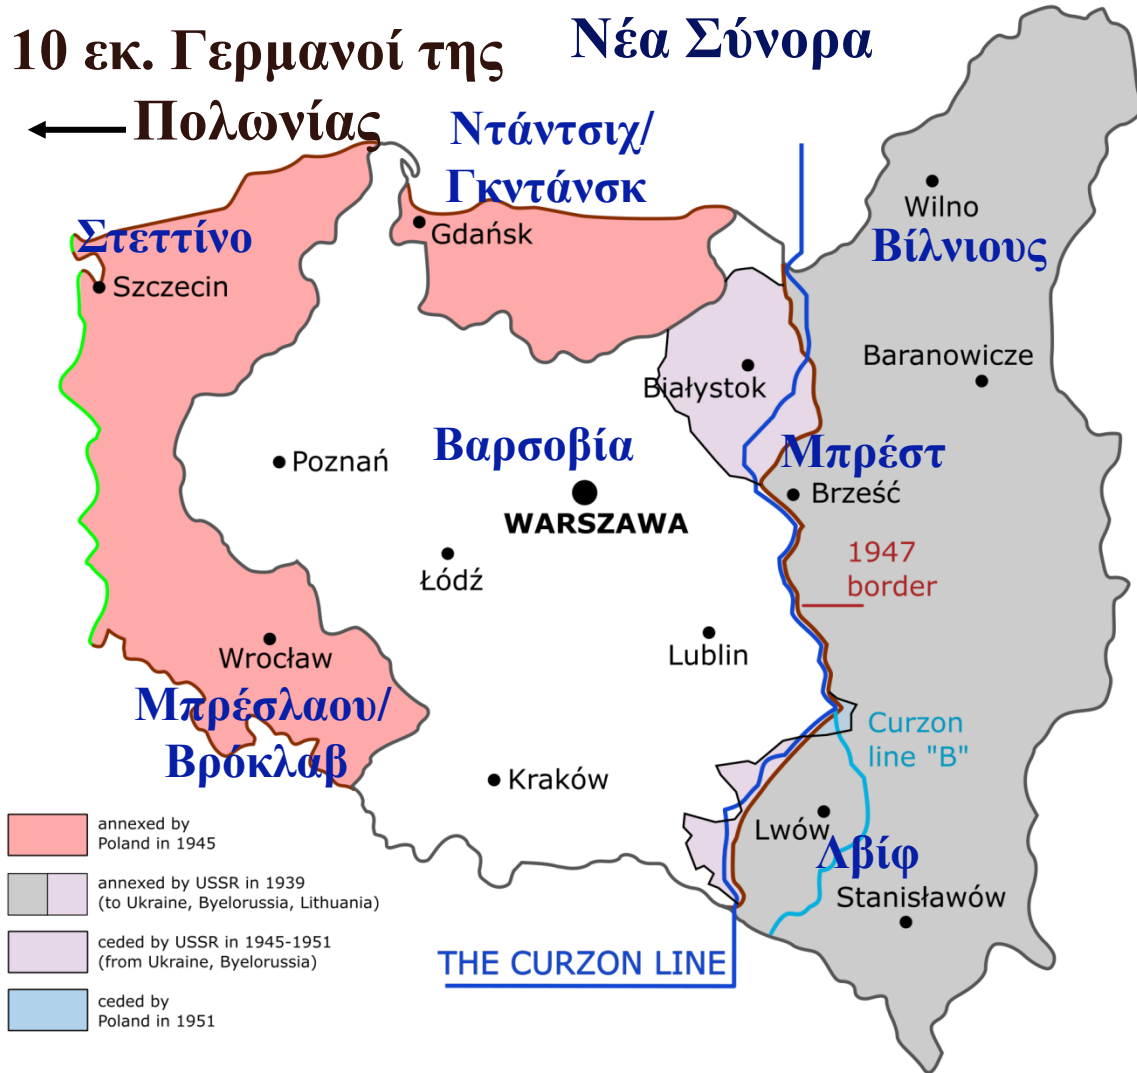 10 εκ. Γερμανοί της
Πολωνίας
Νέα Σύνορα
Ντάντσιχ/
Γκντάνσκ
Gdańsk
Στεττίνο
Szczecin
Wilno
Βίλνιους
Baranowicze
Białystok
Poznań
Βαρσοβία
WARSZAWA
Μπρέστ
Brześć
Łódź
1947
border
Lublin
Wrocław
Μπρέσλαου/
Βρόκλαβ
Curzon
line "B"
Kraków
Lwów
Λβίφ
Stanisławów
THE CURZON LINE
annexed by
Poland in 1945
annexed by USSR in 1939
(to Ukraine, Byelorussia, Lithuania)
ceded by USSR in 1945-1951
(from Ukraine, Byelorussia)
ceded by
Poland in 1951